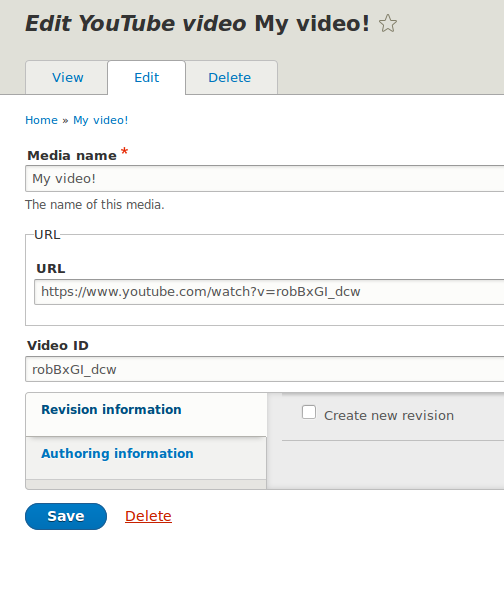 Edit YouTube video My video!
View Edit Delete
Home » My video!
Media name *
My video!
The name of this media.
URL
URL
https://www.youtube.com/watch?v=robBxGI_dcw
Video ID
robBxGI_dcw
Revision information
Create new revision
Authoring information
Save Delete